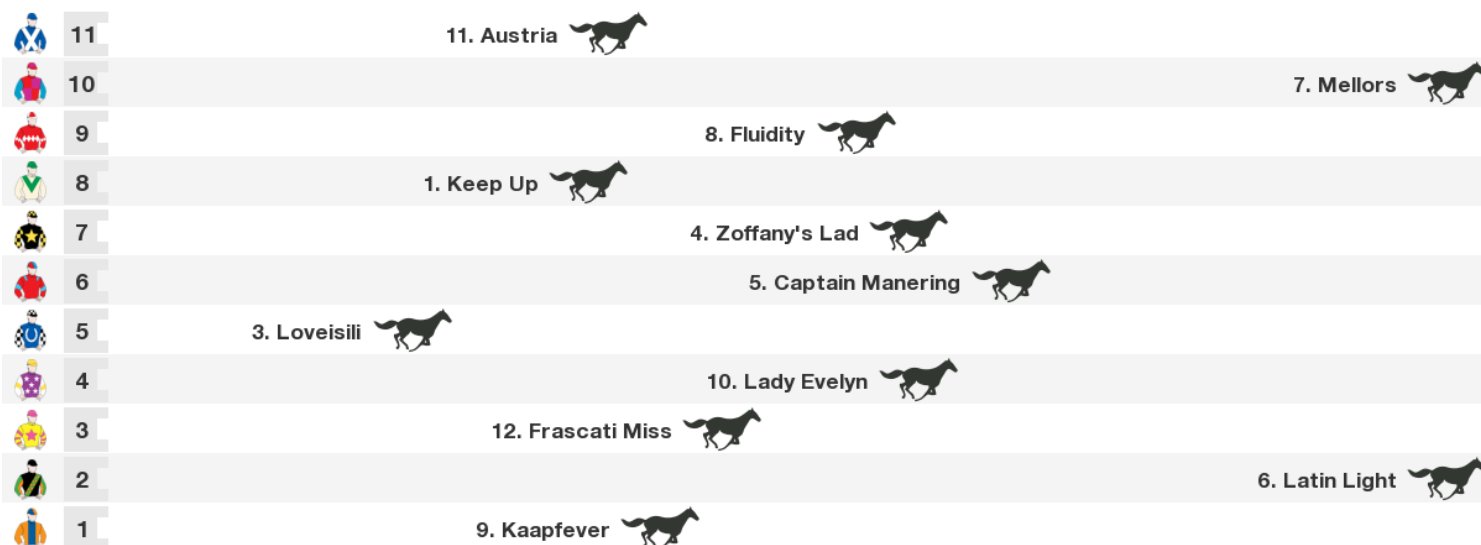 11 11. Austria
10 7. Mellors
9 8. Fluidity
8 1. Keep Up
7 4. Zoffany's Lad
6 5. Captain Manering
5 3. Loveisili
4 10. Lady Evelyn
3 12. Frascati Miss
2 6. Latin Light
1 9. Kaapfever